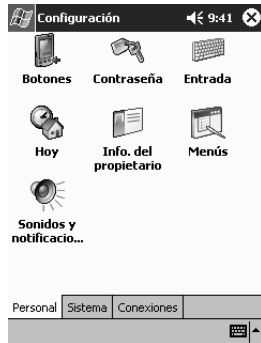 Configuración 9:41
Botones Contraseña Entrada
Hoy Info. del propietario Menús
Sonidos y notificacio...
Personal Sistema Conexiones